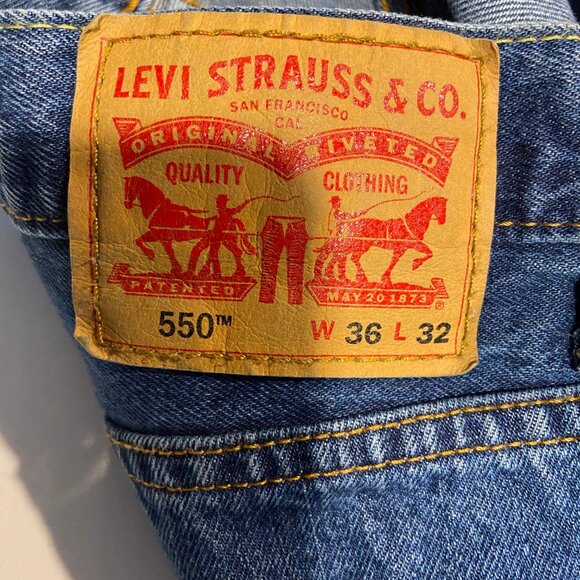 LEVI STRAUSS & CO.
SAN FRANCISCO
CAL
ORIGINAL RIVETED
QUALITY CLOTHING
PATENTED MAY 20 1873 ®
550™ W 36 L 32